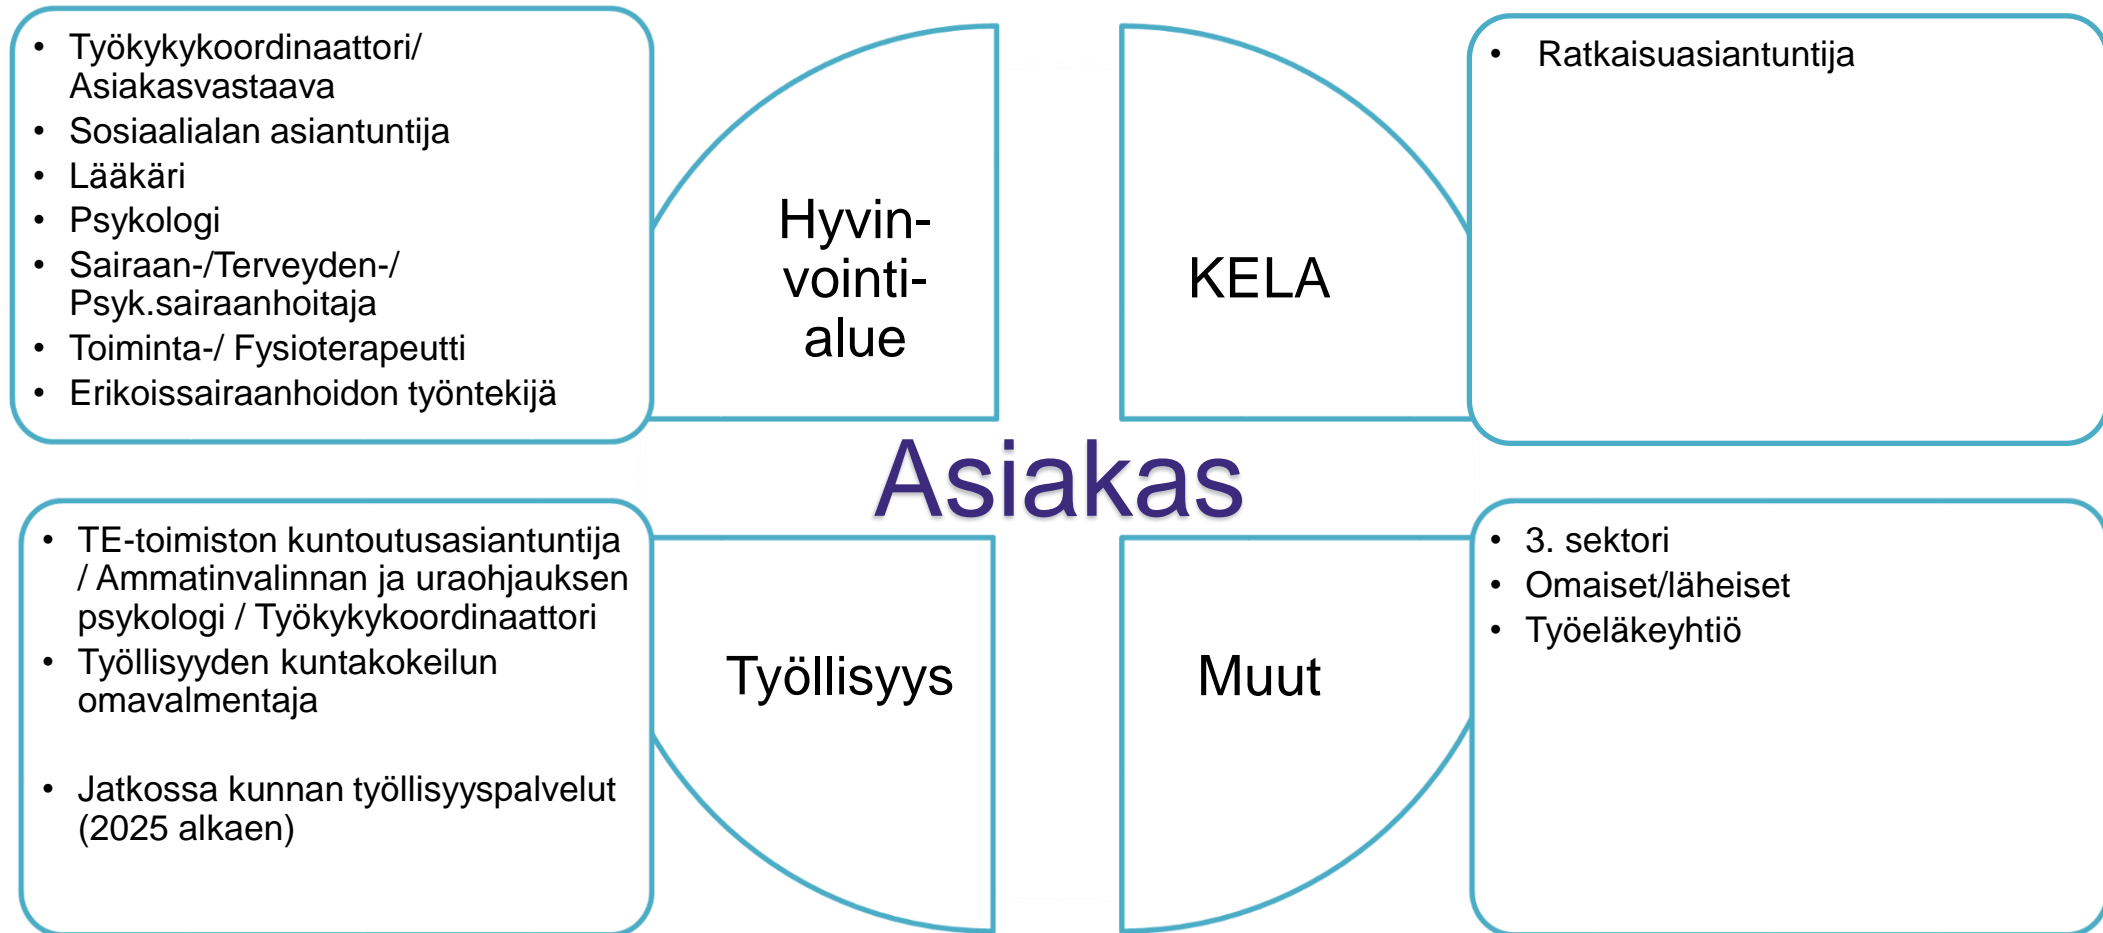 • Työkykykoordinaattori/
Asiakasvastaava
• Sosiaalialan asiantuntija
• Lääkäri
• Psykologi
• Sairaan-/Terveyden-/
Psyk.sairaanhoitaja
• Toiminta-/ Fysioterapeutti
• Erikoissairaanhoidon työntekijä
Hyvin-
vointi-
alue
KELA
• Ratkaisuasiantuntija
Asiakas
• TE-toimiston kuntoutusasiantuntija
/ Ammatinvalinnan ja uraohjauksen
psykologi / Työkykykoordinaattori
• Työllisyyden kuntakokeilun
omavalmentaja
• Jatkossa kunnan työllisyyspalvelut
(2025 alkaen)
Työllisyys
Muut
• 3. sektori
• Omaiset/läheiset
• Työeläkeyhtiö